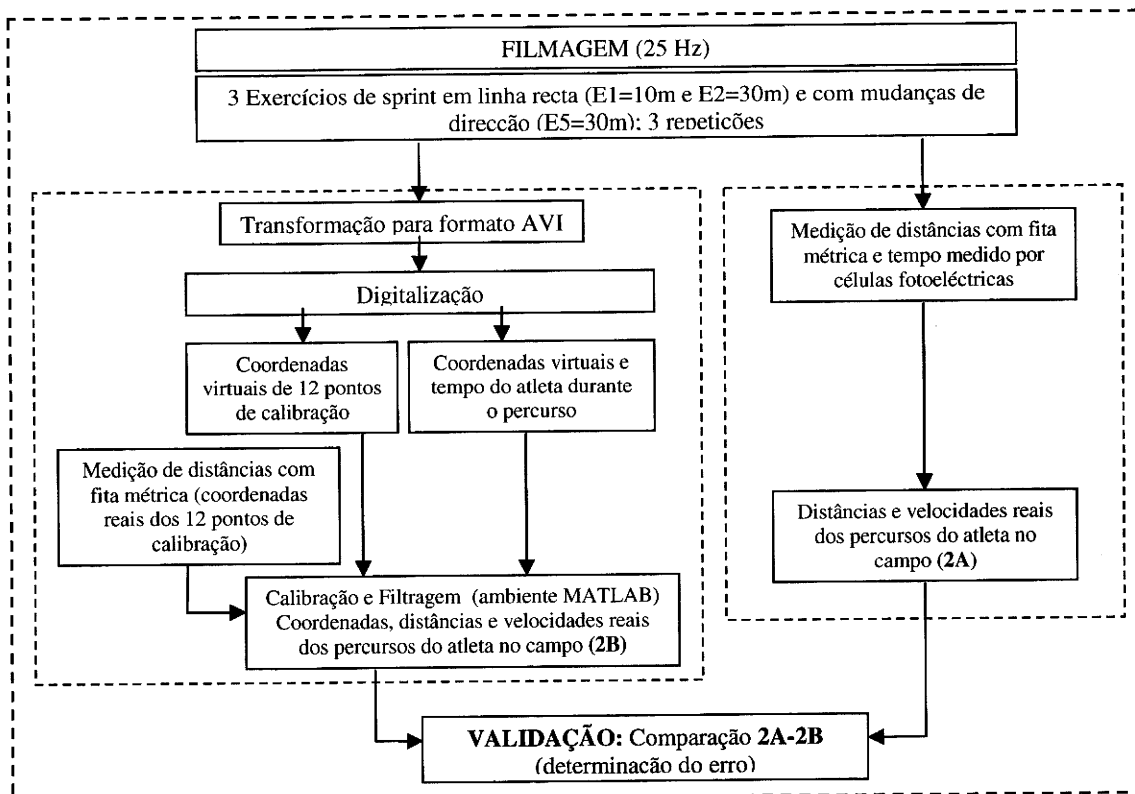 FILMAGEM (25 Hz)
3 Exercícios de sprint em linha recta (E1=10m e E2=30m) e com mudanças de
direcção (E5=30m): 3 repetições
Transformação para formato AVI
Digitalização
Coordenadas
virtuais de 12 pontos
de calibração
Coordenadas virtuais e
tempo do atleta durante
o percurso
Medição de distâncias com
fita métrica (coordenadas
reais dos 12 pontos de
calibração)
Calibração e Filtragem (ambiente MATLAB)
Coordenadas, distâncias e velocidades reais
dos percursos do atleta no campo (2B)
Medição de distâncias com fita
métrica e tempo medido por
células fotoeléctricas
Distâncias e velocidades reais
dos percursos do atleta no
campo (2A)
VALIDAÇÃO: Comparação 2A-2B
(determinação do erro)